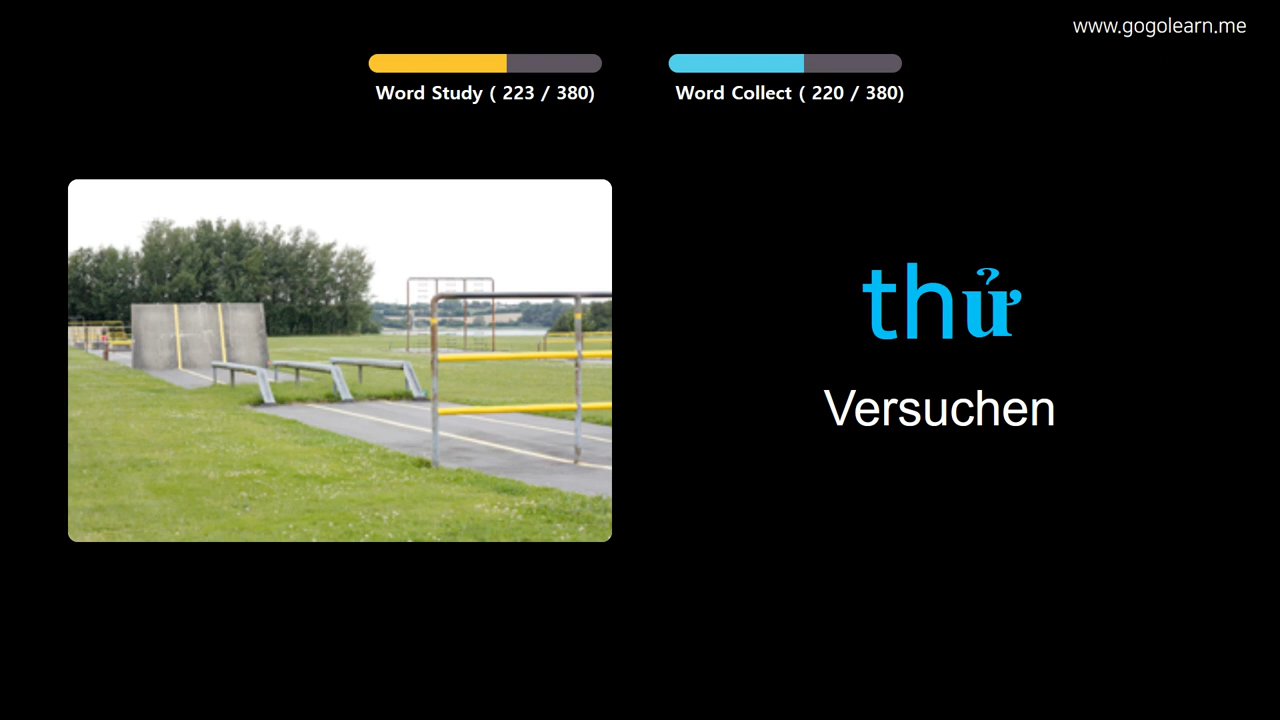 www.gogolearn.me
Word Study ( 223 / 380)
Word Collect ( 220 / 380)
thử
Versuchen